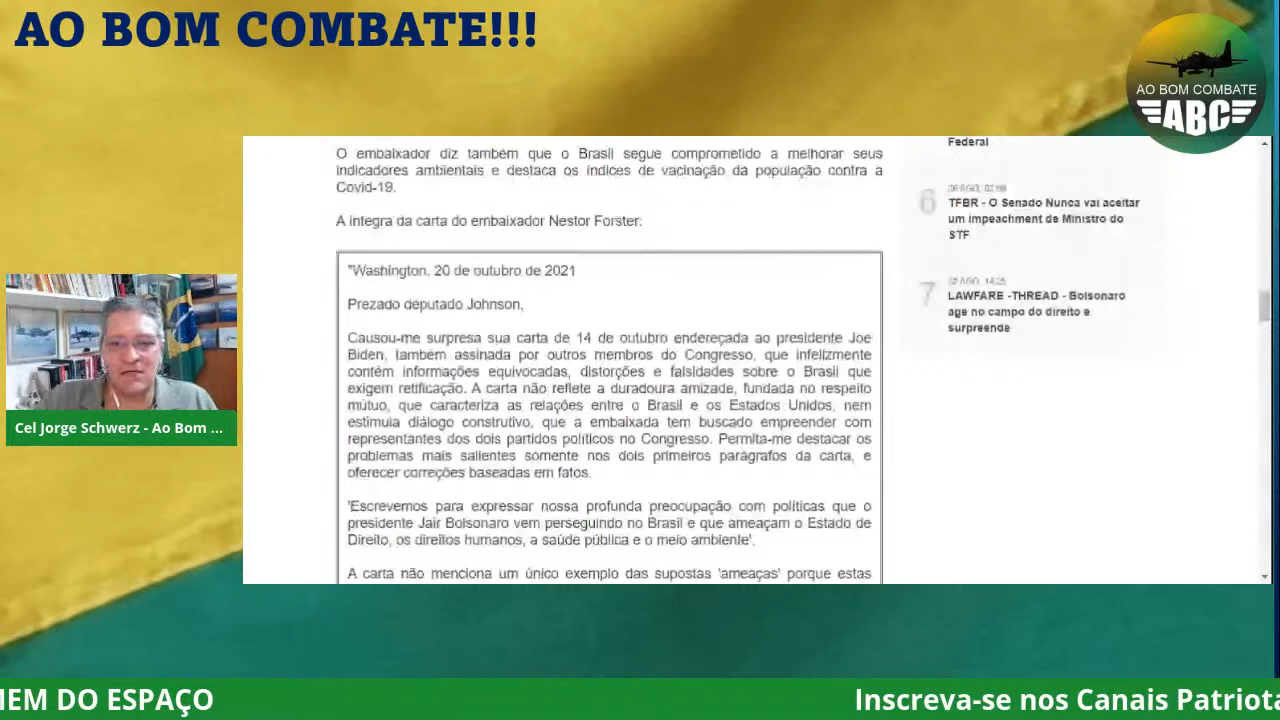 AO BOM COMBATE!!!
AO BOM COMBATE
ABC
O embaixador diz também que o Brasil segue comprometido a melhorar seus
indicadores ambientais e destaca os índices de vacinação da população contra a
Covid-19.
A íntegra da carta do embaixador Nestor Forster:
"Washington, 20 de outubro de 2021
Prezado deputado Johnson,
Causou-me surpresa sua carta de 14 de outubro endereçada ao presidente Joe
Biden, também assinada por outros membros do Congresso, que infelizmente
contém informações equivocadas, distorções e falsidades sobre o Brasil que
exigem retificação. A carta não reflete a duradoura amizade, fundada no respeito
mútuo, que caracteriza as relações entre o Brasil e os Estados Unidos, nem
estimula diálogo construtivo, que a embaixada tem buscado empreender com
representantes dos dois partidos políticos no Congresso. Permita-me destacar os
problemas mais salientes somente nos dois primeiros parágrafos da carta, e
oferecer correções baseadas em fatos.
'Escrevemos para expressar nossa profunda preocupação com políticas que o
presidente Jair Bolsonaro vem perseguindo no Brasil e que ameaçam o Estado de
Direito, os direitos humanos, a saúde pública e o meio ambiente'.
A carta não menciona um único exemplo das supostas 'ameaças' porque estas
Federal
6
TFBR - O Senado Nunca vai aceitar
um impeachment de Ministro do
STF
7
LAWFARE -THREAD - Bolsonaro
age no campo do direito e
surpreende
Cel Jorge Schwerz - Ao Bom ...
MEM DO ESPAÇO
Inscreva-se nos Canais Patriota